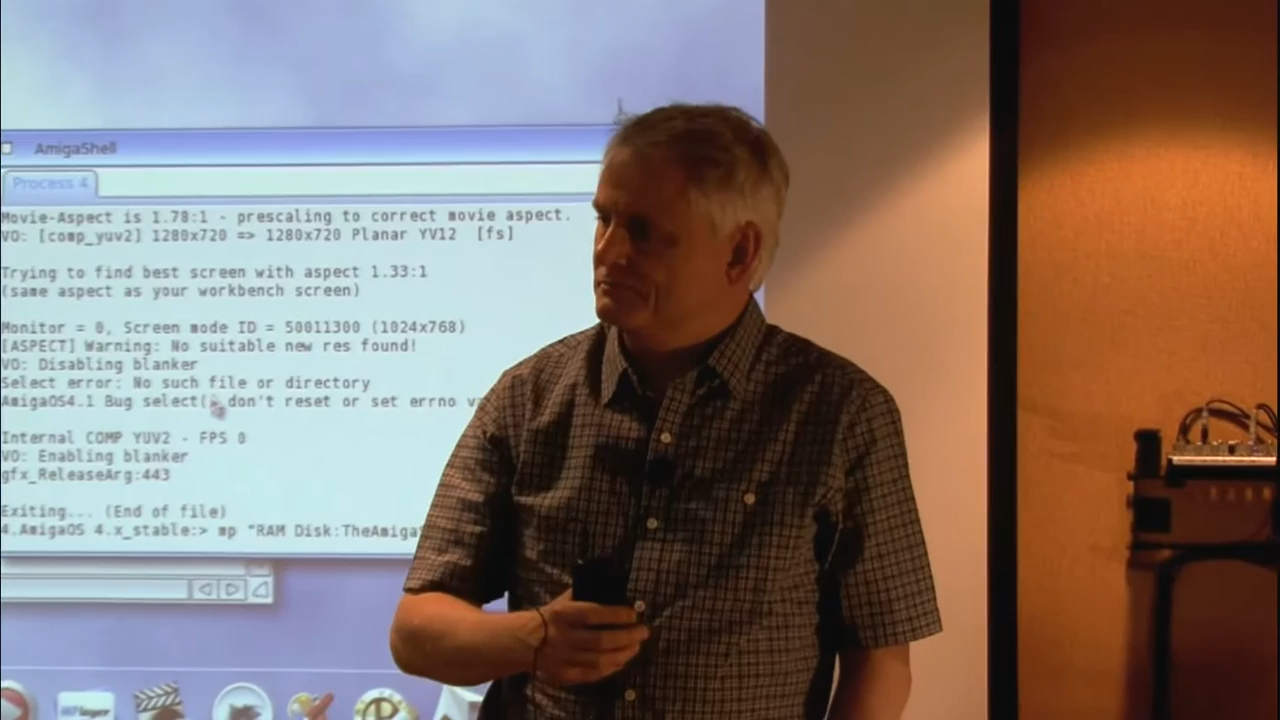 AmigaShell
Process 4
Movie-Aspect is 1.78:1 - prescaling to correct movie aspect.
VO: [comp_yuv2] 1280x720 => 1280x720 Planar YV12 [fs]
Trying to find best screen with aspect 1.33:1
(same aspect as your workbench screen)
Monitor = 0, Screen mode ID = 50011300 (1024x768)
[ASPECT] Warning: No suitable new res found!
VO: Disabling blanker
Select error: No such file or directory
AmigaOS4.1 Bug select( don't reset or set errno
Internal COMP YUV2 - FPS 0
VO: Enabling blanker
gfx_ReleaseArg:443
Exiting... (End of file)
4.AmigaOS 4.x_stable:> mp "RAM Disk:TheAmiga